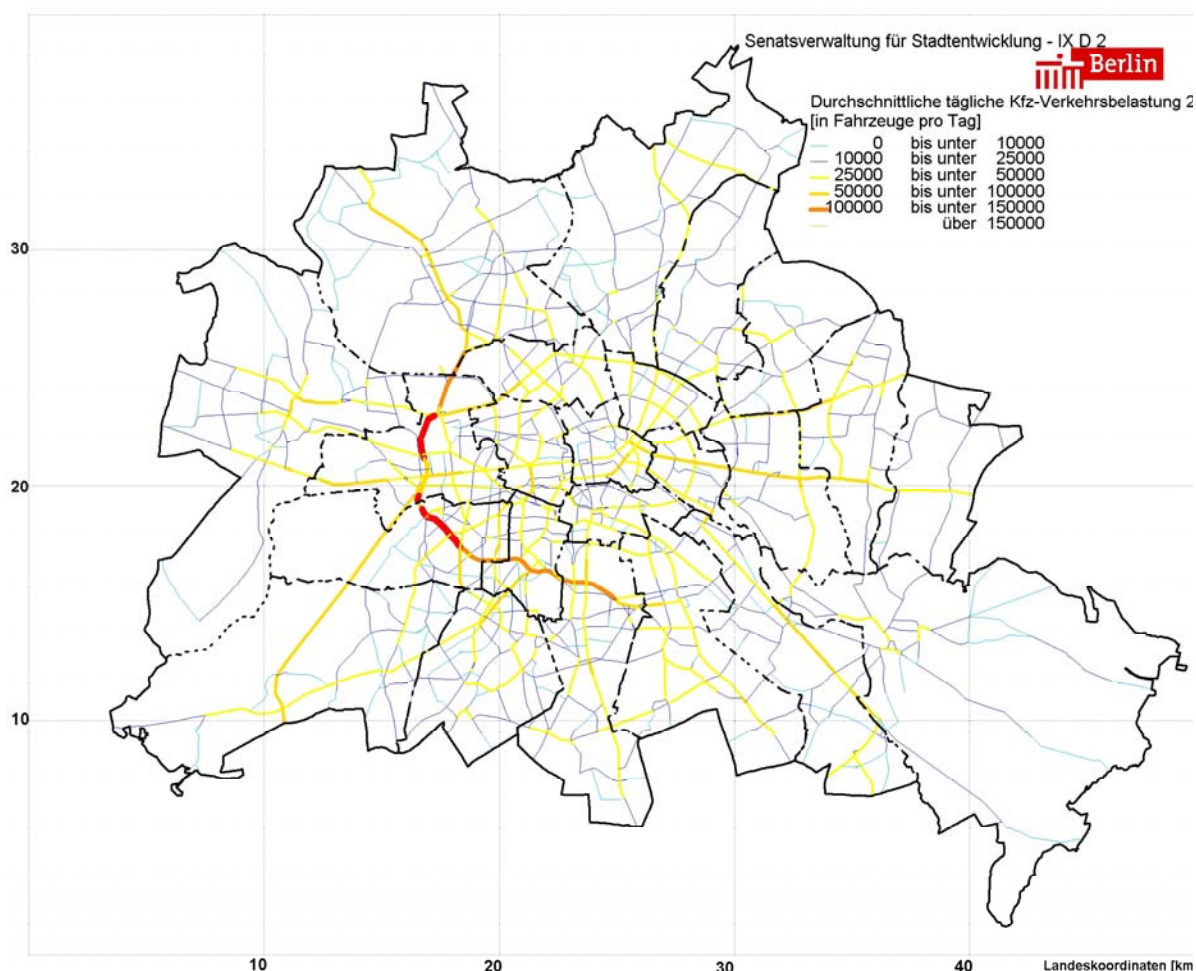 Senatsverwaltung für Stadtentwicklung - IX D 2
Berlin
Durchschnittliche tägliche Kfz-Verkehrsbelastung 2
[in Fahrzeuge pro Tag]
0 bis unter 10000
10000 bis unter 25000
25000 bis unter 50000
50000 bis unter 100000
100000 bis unter 150000
über 150000
30
20
10
10 20 30 40 Landeskoordinaten [km